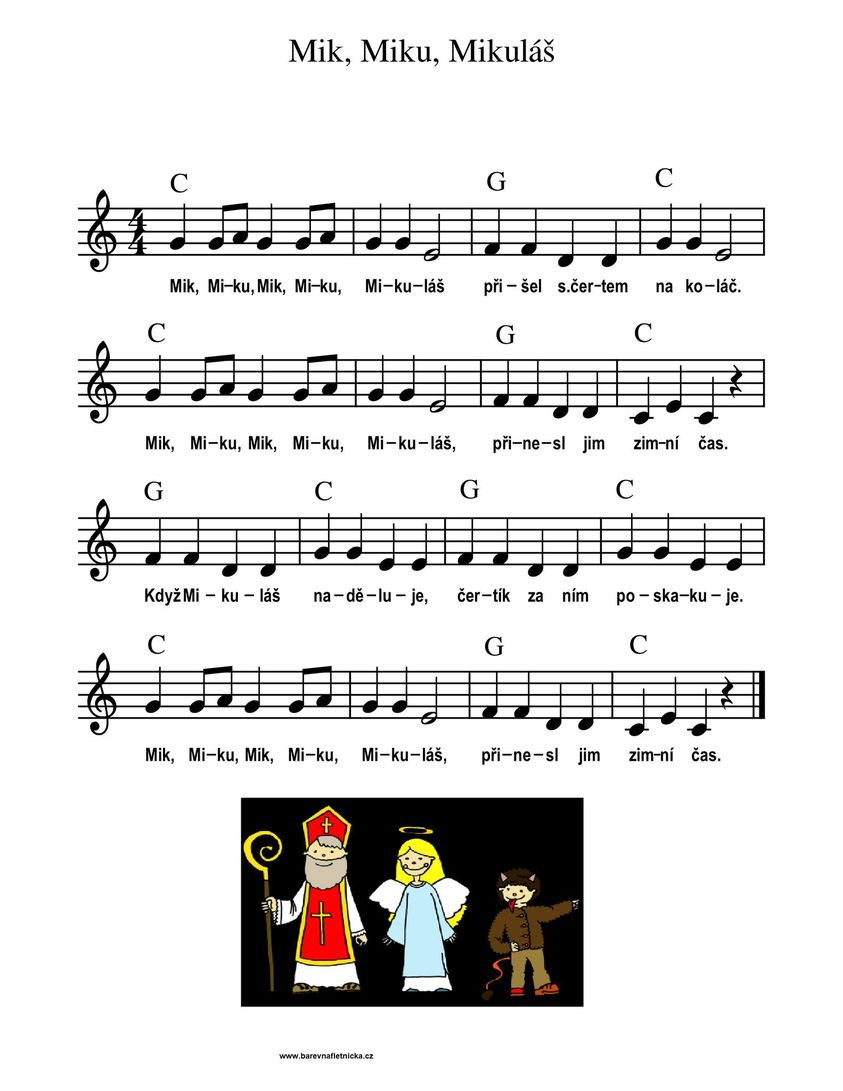 Mik, Miku, Mikuláš
C G C
4
4
Mik, Mi–ku, Mik, Mi–ku, Mi–ku–láš při–šel s.čer–tem na ko–láč.
C G C
Mik, Mi–ku, Mik, Mi–ku, Mi–ku–láš, při–ne–sl jim zim–ní čas.
G C G C
Když Mi–ku–láš na–dě–lu–je, čer–tík za ním po–ska–ku–je.
C G C
Mik, Mi–ku, Mik, Mi–ku, Mi–ku–láš, při–ne–sl jim zim–ní čas.
www.barevnafletnicka.cz